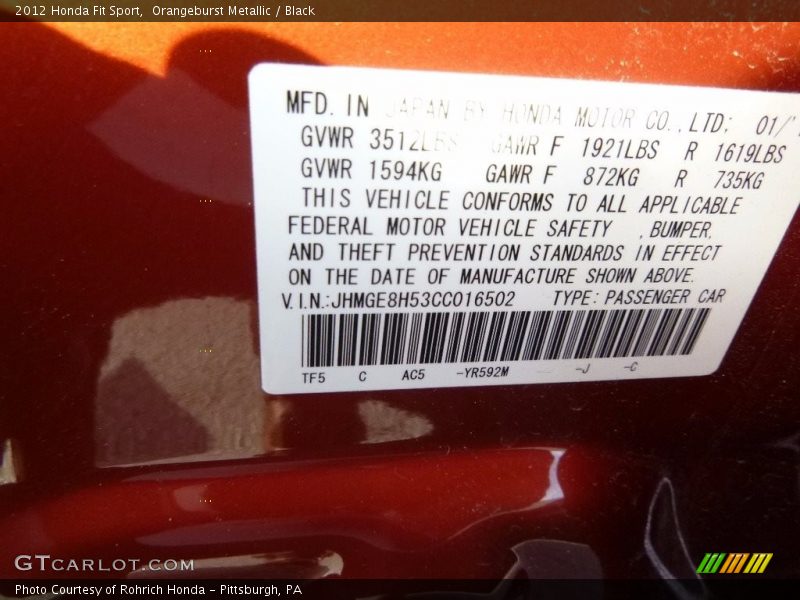 2012 Honda Fit Sport,  Orangeburst Metallic / Black
MFD. IN JAPAN BY HONDA MOTOR CO., LTD; 01/
GVWR 3512LBS GAWR F 1921LBS R 1619LBS
GVWR 1594KG GAWR F 872KG R 735KG
THIS VEHICLE CONFORMS TO ALL APPLICABLE
FEDERAL MOTOR VEHICLE SAFETY ,BUMPER,
AND THEFT PREVENTION STANDARDS IN EFFECT
ON THE DATE OF MANUFACTURE SHOWN ABOVE.
V.I.N.:JHMGE8H53CC016502 TYPE: PASSENGER CAR
TF5 C AC5 -YR592M -J -C
GTCARLOT.COM
Photo Courtesy of Rohrich Honda - Pittsburgh, PA